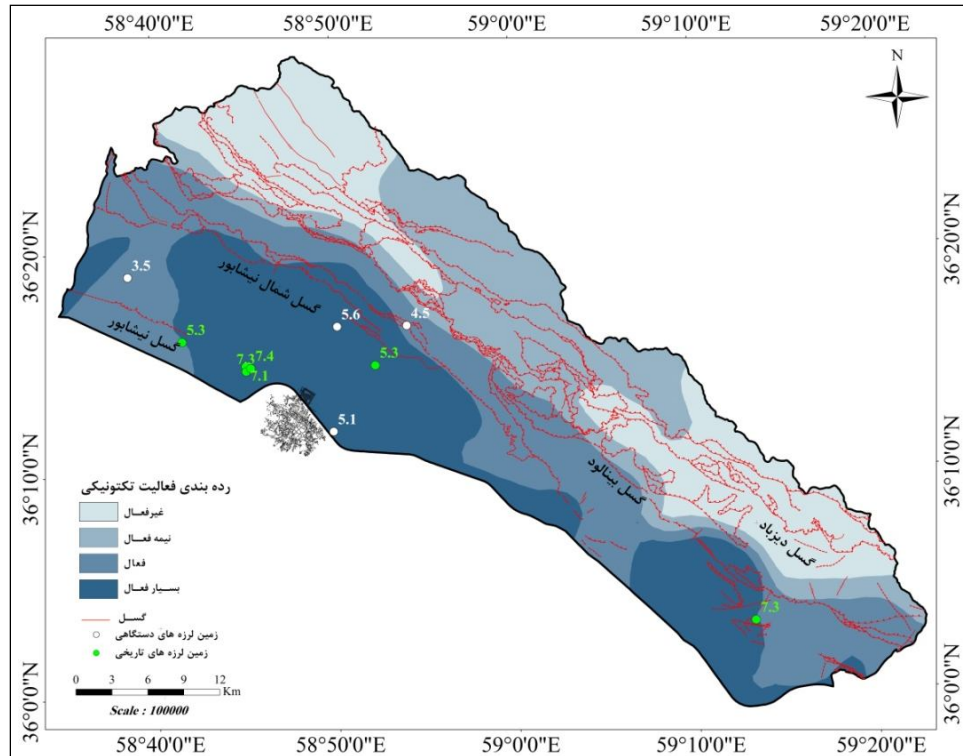 58°40'0"E 58°50'0"E 59°0'0"E 59°10'0"E 59°20'0"E
N
36°20'0"N 36°20'0"N
3.5
گسل شمال نیشابور
5.6
4.5
گسل نیشابور
5.3
5.3
7.3 7.4
7.1
5.1
36°10'0"N 36°10'0"N
گسل بینالود
گسل دیزباد
7.3
رده بندی فعالیت تکتونیکی
غیرفعال
نیمه فعال
فعال
بسیار فعال
گسل
زمین لرزه های دستگاهی
زمین لرزه های تاریخی
0 3 6 9 12
Km
Scale : 100000
36°0'0"N 36°0'0"N
58°40'0"E 58°50'0"E 59°0'0"E 59°10'0"E 59°20'0"E